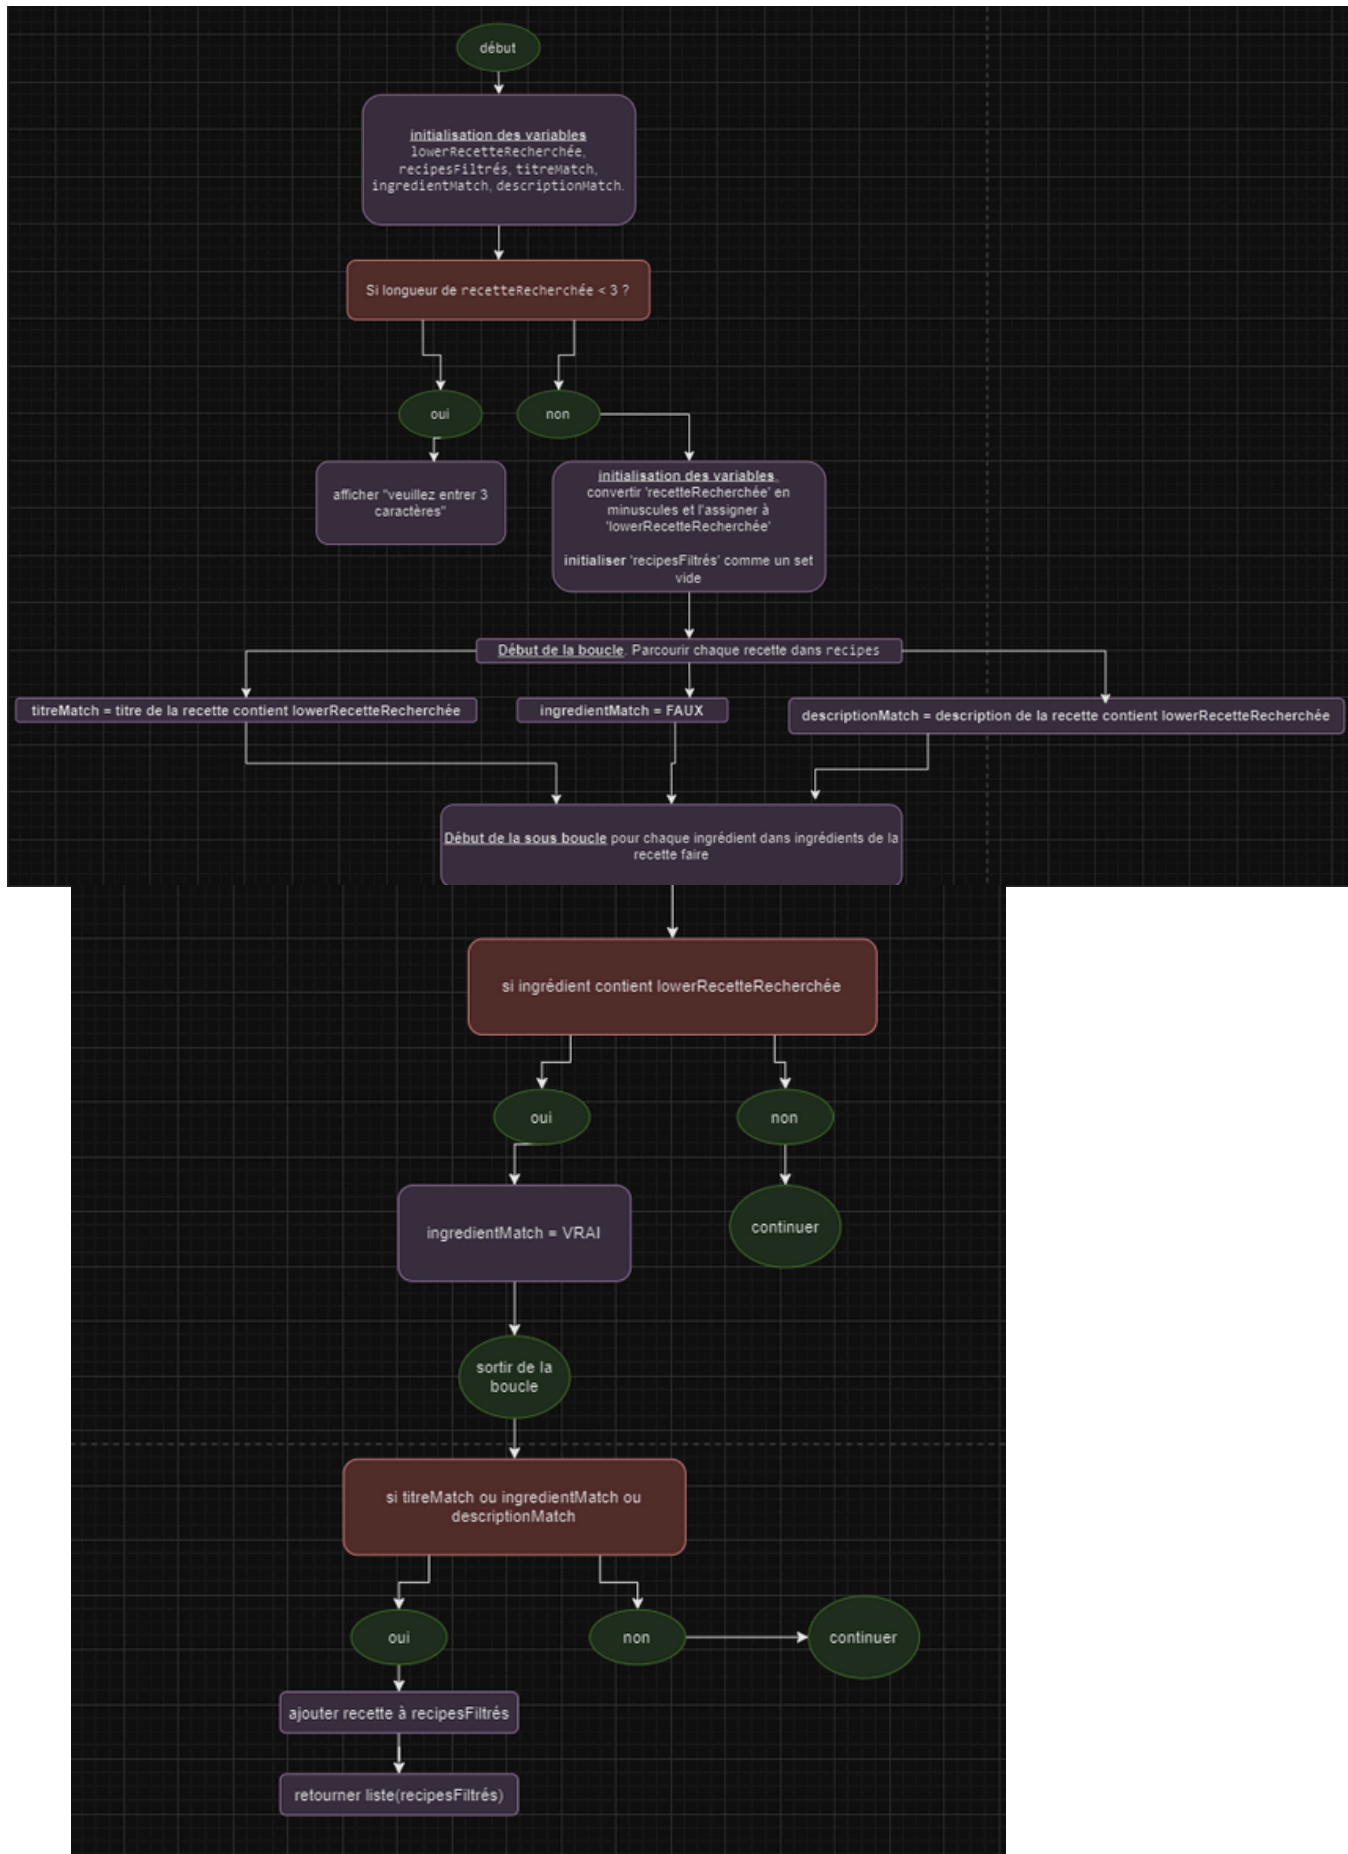 début
initialisation des variables
lowerRecetteRecherchée,
recipesFiltrés, titreMatch,
ingredientMatch, descriptionMatch.
Si longueur de recetteRecherchée < 3 ?
oui
non
afficher "veuillez entrer 3
caractères"
initialisation des variables.
convertir 'recetteRecherchée' en
minuscules et l'assigner à
'lowerRecetteRecherchée'
initialiser 'recipesFiltrés' comme un set
vide
Début de la boucle. Parcourir chaque recette dans recipes
titreMatch = titre de la recette contient lowerRecetteRecherchée
ingredientMatch = FAUX
descriptionMatch = description de la recette contient lowerRecetteRecherchée
Début de la sous boucle pour chaque ingrédient dans ingrédients de la
recette faire
si ingrédient contient lowerRecetteRecherchée
oui
non
ingredientMatch = VRAI
continuer
sortir de la
boucle
si titreMatch ou ingredientMatch ou
descriptionMatch
oui
non
continuer
ajouter recette à recipesFiltrés
retourner liste(recipesFiltrés)